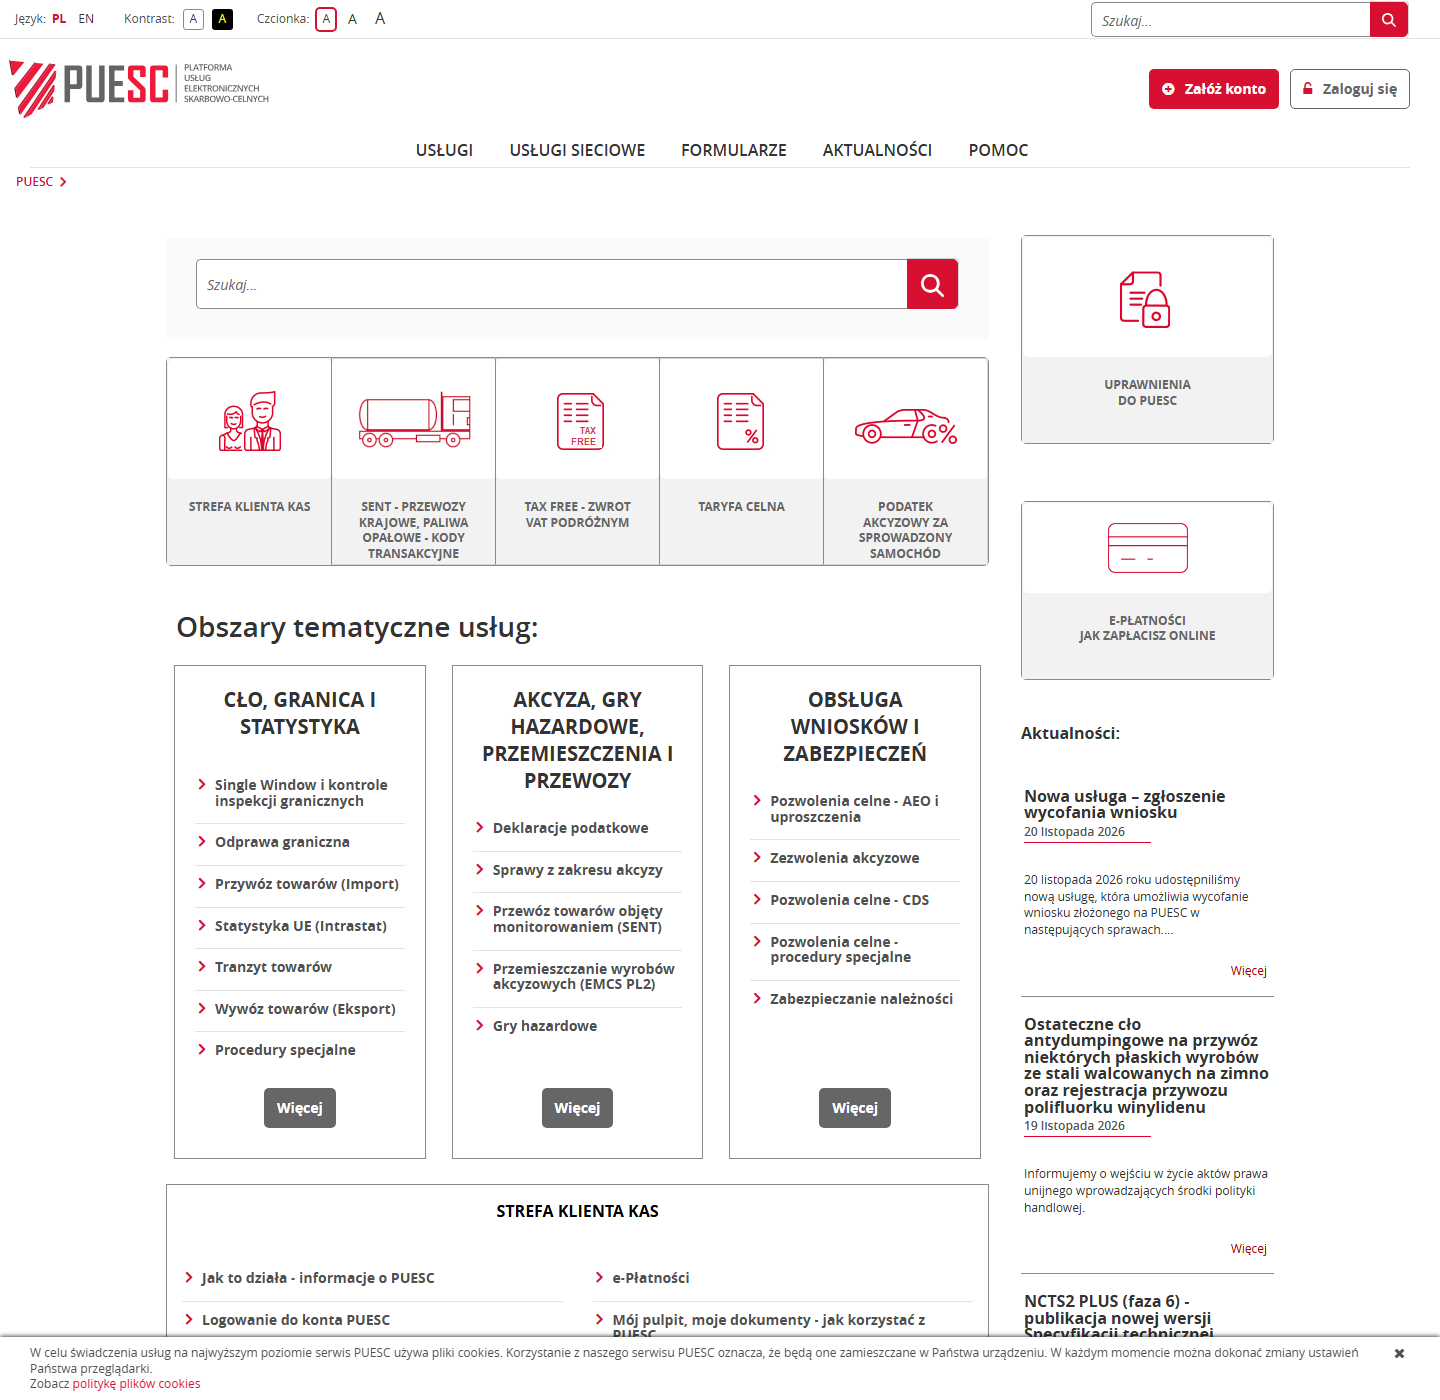 Język: PL EN Kontrast: A A Czcionka: A A A
Szukaj...
PUESC PLATFORMA
USŁUG
ELEKTRONICZNYCH
SKARBOWO-CELNYCH
Załóż konto
Zaloguj się
USŁUGI USŁUGI SIECIOWE FORMULARZE AKTUALNOŚCI POMOC
PUESC
Szukaj...
TAX
FREE
%
%
STREFA KLIENTA KAS
SENT - PRZEWOZY
KRAJOWE, PALIWA
OPAŁOWE - KODY
TRANSAKCYJNE
TAX FREE - ZWROT
VAT PODRÓŻNYM
TARYFA CELNA
PODATEK
AKCYZOWY ZA
SPROWADZONY
SAMOCHÓD
UPRAWNIENIA
DO PUESC
E-PŁATNOŚCI
JAK ZAPŁACISZ ONLINE
Obszary tematyczne usług:
CŁO, GRANICA I
STATYSTYKA
Single Window i kontrole
inspekcji granicznych
Odprawa graniczna
Przywóz towarów (Import)
Statystyka UE (Intrastat)
Tranzyt towarów
Wywóz towarów (Eksport)
Procedury specjalne
Więcej
AKCYZA, GRY
HAZARDOWE,
PRZEMIESZCZENIA I
PRZEWOZY
Deklaracje podatkowe
Sprawy z zakresu akcyzy
Przewóz towarów objęty
monitorowaniem (SENT)
Przemieszczanie wyrobów
akcyzowych (EMCS PL2)
Gry hazardowe
Więcej
OBSŁUGA
WNIOSKÓW I
ZABEZPIECZEŃ
Pozwolenia celne - AEO i
uproszczenia
Zezwolenia akcyzowe
Pozwolenia celne - CDS
Pozwolenia celne -
procedury specjalne
Zabezpieczanie należności
Więcej
Aktualności:
Nowa usługa – zgłoszenie
wycofania wniosku
20 listopada 2026
20 listopada 2026 roku udostępniliśmy
nową usługę, która umożliwia wycofanie
wniosku złożonego na PUESC w
następujących sprawach....
Więcej
Ostateczne cło
antydumpingowe na przywóz
niektórych płaskich wyrobów
ze stali walcowanych na zimno
oraz rejestracja przywozu
polifluorku winylidenu
19 listopada 2026
Informujemy o wejściu w życie aktów prawa
unijnego wprowadzających środki polityki
handlowej.
Więcej
NCTS2 PLUS (faza 6) -
publikacja nowej wersji
Specyfikacji technicznej
STREFA KLIENTA KAS
Jak to działa - informacje o PUESC
Logowanie do konta PUESC
e-Płatności
Mój pulpit, moje dokumenty - jak korzystać z
PUESC
W celu świadczenia usług na najwyższym poziomie serwis PUESC używa pliki cookies. Korzystanie z naszego serwisu PUESC oznacza, że będą one zamieszczane w Państwa urządzeniu. W każdym momencie można dokonać zmiany ustawień
Państwa przeglądarki.
Zobacz politykę plików cookies